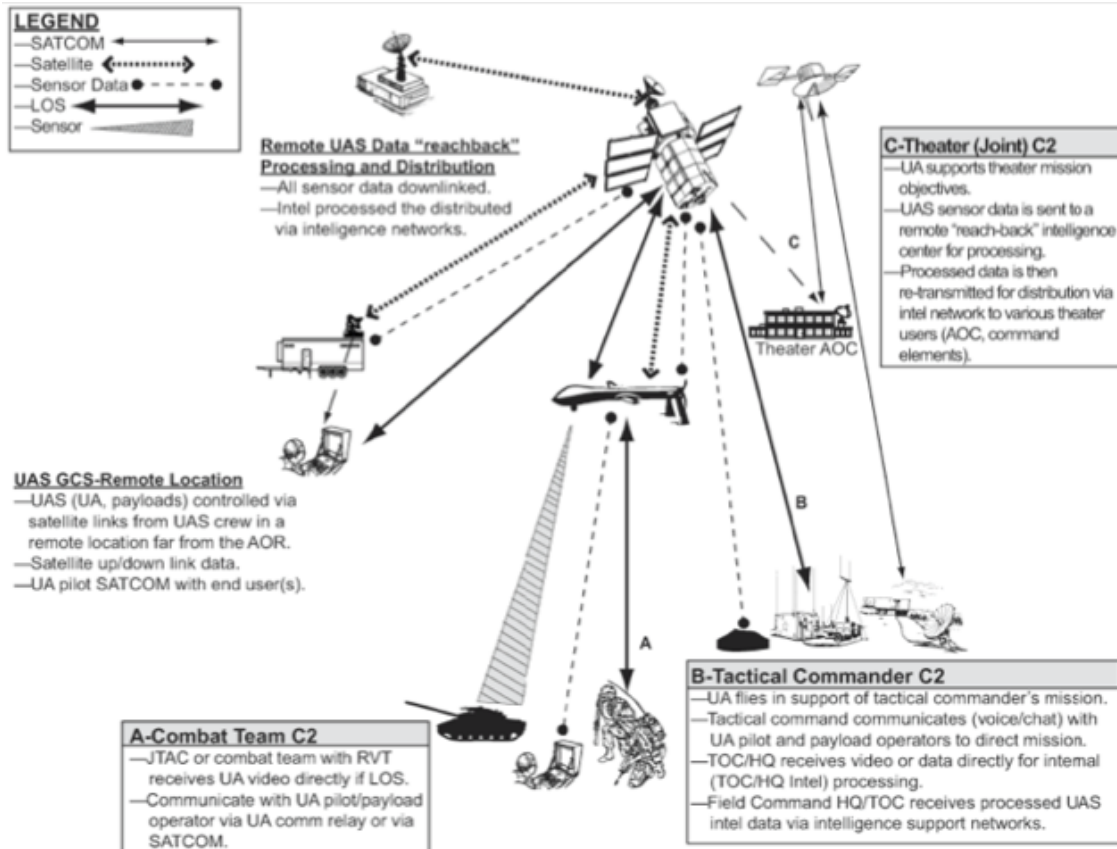 LEGEND
—SATCOM
—Satellite
—Sensor Data
—LOS
—Sensor
Remote UAS Data “reachback”
Processing and Distribution
—All sensor data downlinked.
—Intel processed the distributed
via inteligence networks.
C-Theater (Joint) C2
—UA supports theater mission
objectives.
—UAS sensor data is sent to a
remote “reach-back” intelligence
center for processing.
—Processed data is then
re-transmitted for distribution via
intel network to various theater
users (AOC, command
elements).
C
Theater AOC
UAS GCS-Remote Location
—UAS (UA, payloads) controlled via
satellite links from UAS crew in a
remote location far from the AOR.
—Satellite up/down link data.
—UA pilot SATCOM with end user(s).
B
A
A-Combat Team C2
—JTAC or combat team with RVT
receives UA video directly if LOS.
—Communicate with UA pilot/payload
operator via UA comm relay or via
SATCOM.
B-Tactical Commander C2
—UA flies in support of tactical commander’s mission.
—Tactical command communicates (voice/chat) with
UA pilot and payload operators to direct mission.
—TOC/HQ receives video or data directly for internal
(TOC/HQ Intel) processing.
—Field Command HQ/TOC receives processed UAS
intel data via intelligence support networks.